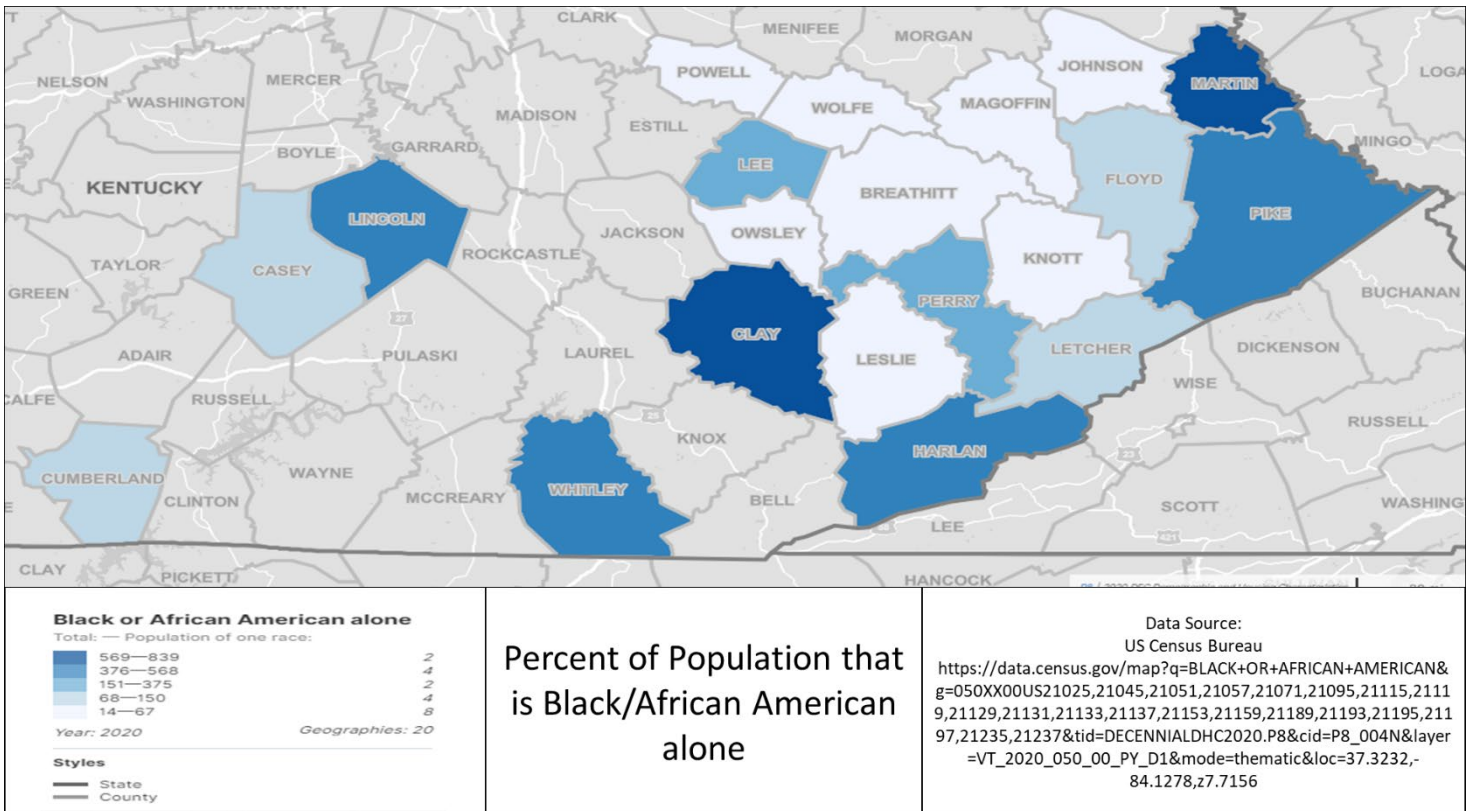 CLARK
MENIFEE
MORGAN
NELSON
MERCER
WASHINGTON
POWELL
JOHNSON
MARTIN
LOGA
MADISON
WOLFE
MAGOFFIN
ESTILL
BOYLE
GARRARD
MINGO
KENTUCKY
LEE
BREATHITT
FLOYD
LINCOLN
PIKE
OWSLEY
JACKSON
ROCKCASTLE
KNOTT
TAYLOR
CASEY
GREEN
BUCHANAN
PERRY
27
CLAY
ADAIR
PULASKI
LAUREL
LESLIE
LETCHER
DICKENSON
WISE
CALFE
RUSSELL
25
RUSSELL
KNOX
HARLAN
23
CUMBERLAND
WAYNE
WHITLEY
MCCREARY
CLINTON
BELL
LEE
SCOTT
WASHING
421
CLAY
PICKETT
HANCOCK
Black or African American alone
Total: — Population of one race:
569—839 2
376—568 4
151—375 2
68—150 4
14—67 8
Year: 2020 Geographies: 20
Styles
State
County
Percent of Population that
is Black/African American
alone
Data Source:
US Census Bureau
https://data.census.gov/map?q=BLACK+OR+AFRICAN+AMERICAN&
g=050XX00US21025,21045,21051,21057,21071,21095,21115,2111
9,21129,21131,21133,21137,21153,21159,21189,21193,21195,211
97,21235,21237&tid=DECENNIALDHC2020.P8&cid=P8_004N&layer
=VT_2020_050_00_PY_D1&mode=thematic&loc=37.3232,-
84.1278,z7.7156